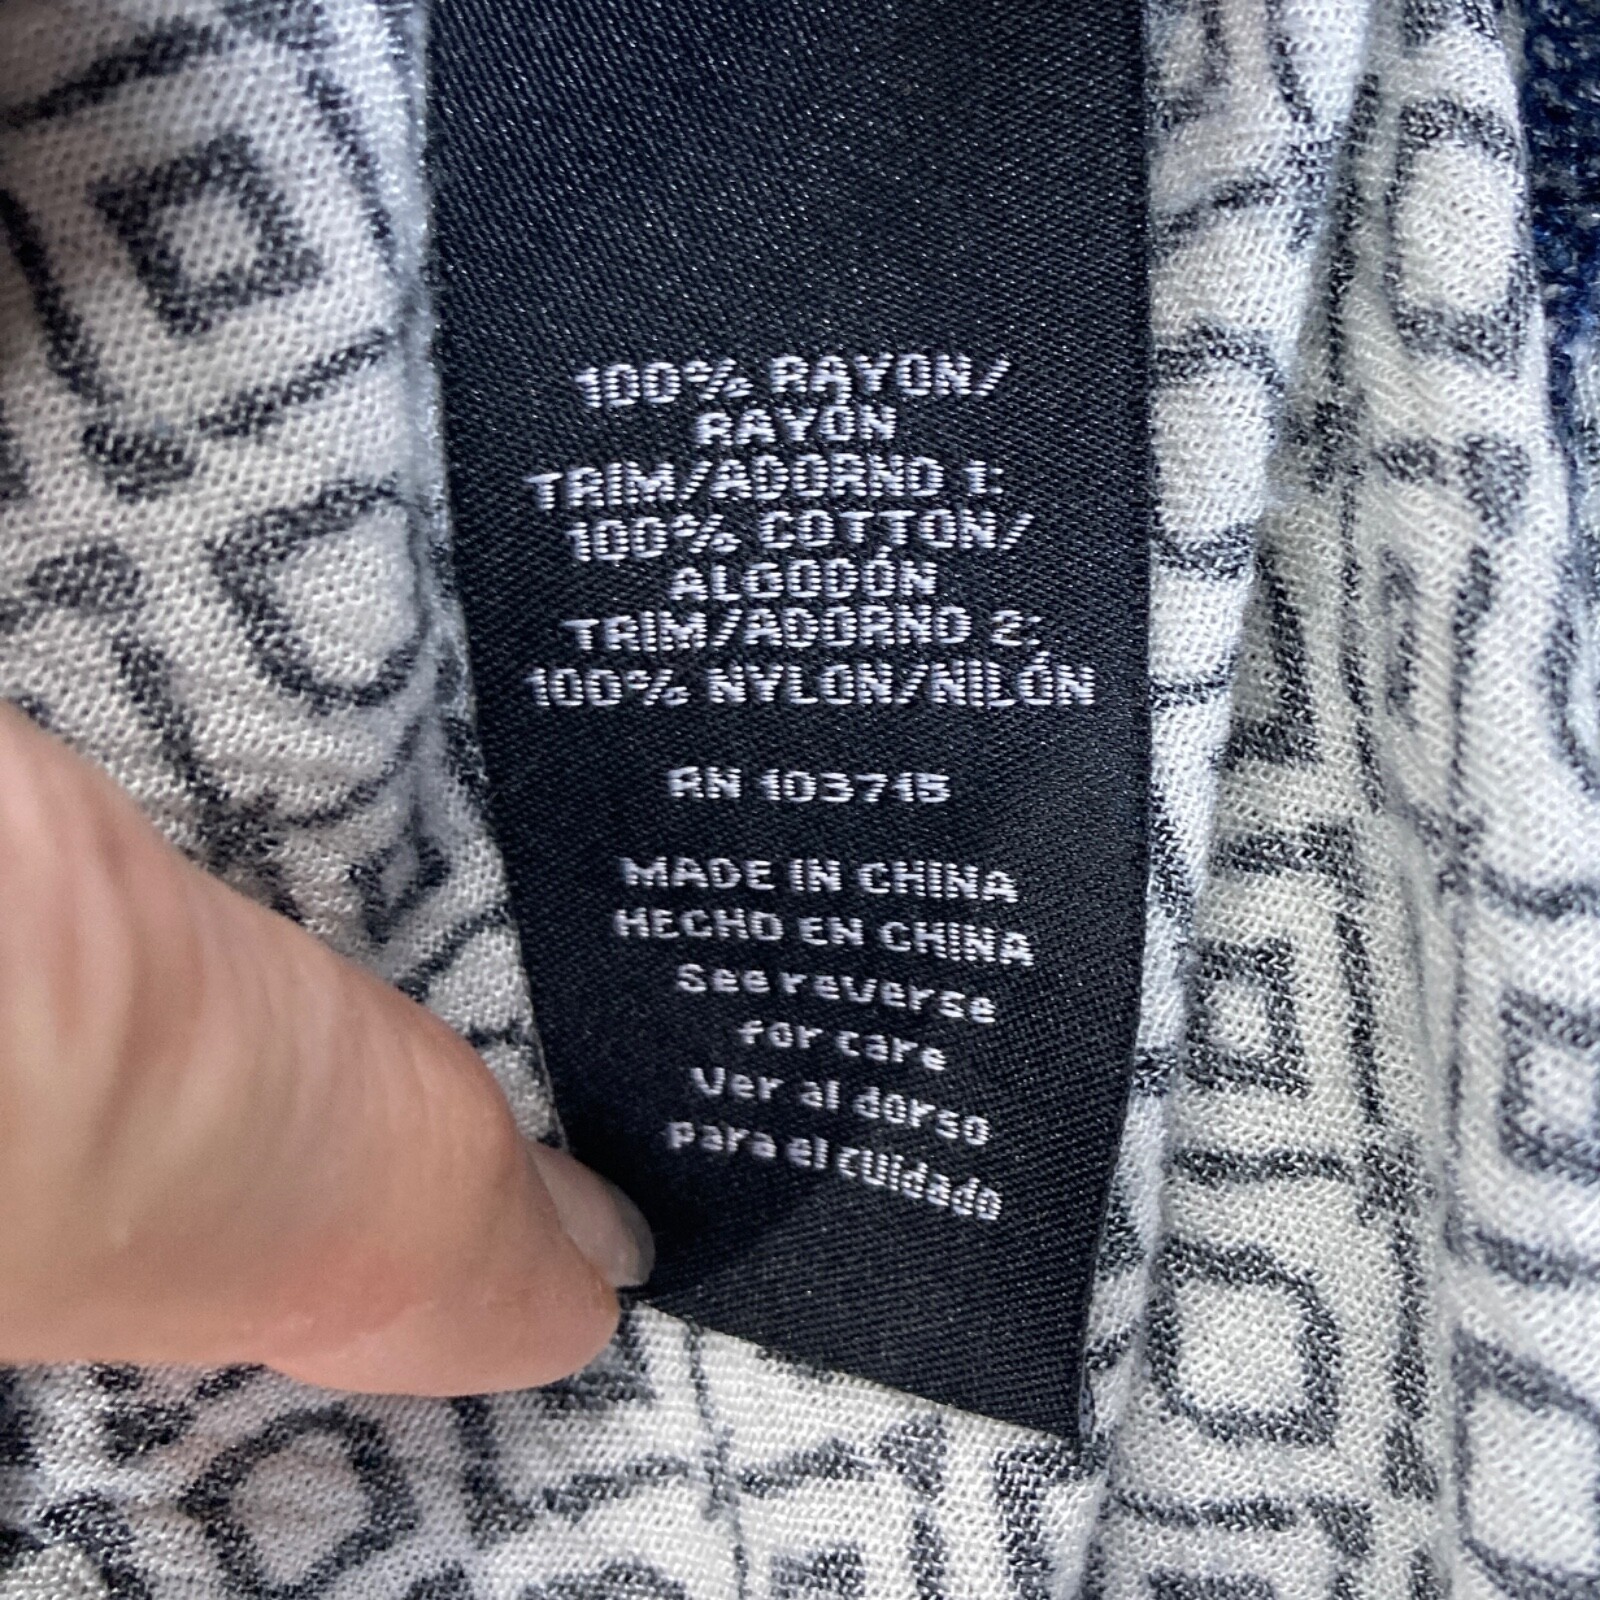 100% RAYON/
RAYÓN
TRIM/ADORNO 1:
100% COTTON/
ALGODÓN
TRIM/ADORNO 2:
100% NYLON/NILÓN
RN 103715
MADE IN CHINA
HECHO EN CHINA
See reverse
for care
Ver al dorso
para el cuidado